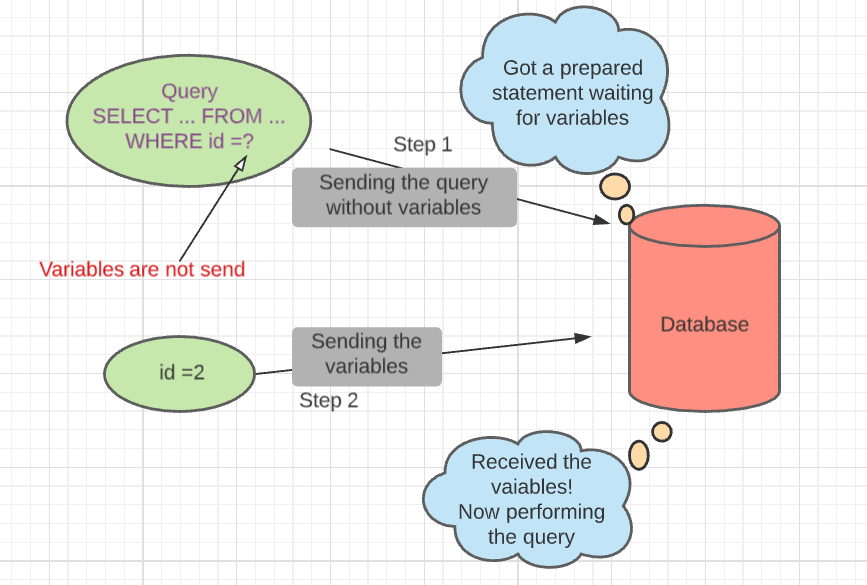 Query
SELECT ... FROM ...
WHERE id =?
Got a prepared
statement waiting
for variables
Step 1
Sending the query
without variables
Variables are not send
Database
id =2
Sending the
variables
Step 2
Received the
vaiables!
Now performing
the query